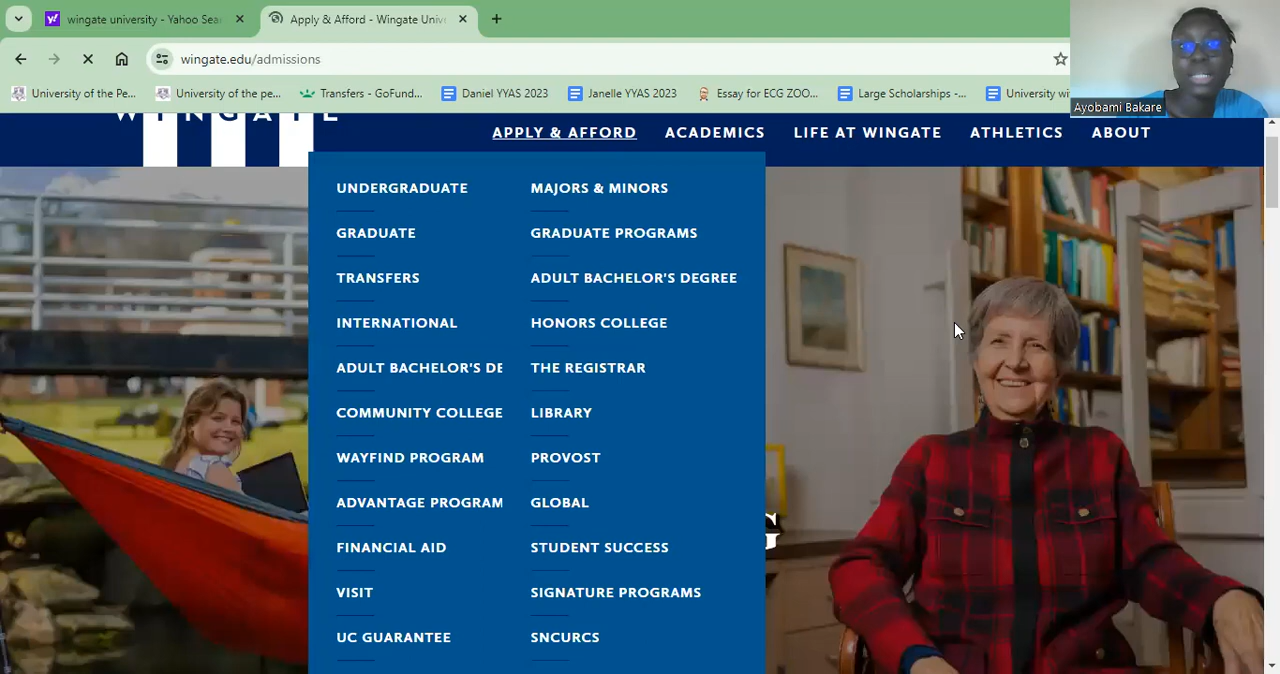 wingate university - Yahoo Sea
Apply & Afford - Wingate Univ
wingate.edu/admissions
University of the Pe...
University of the pe...
Transfers - GoFund...
Daniel YYAS 2023
Janelle YYAS 2023
Essay for ECG ZOO...
Large Scholarships -...
University wi
Ayobami Bakare
WINGATE
APPLY & AFFORD
ACADEMICS
LIFE AT WINGATE
ATHLETICS
ABOUT
UNDERGRADUATE
GRADUATE
TRANSFERS
INTERNATIONAL
ADULT BACHELOR'S DE
COMMUNITY COLLEGE
WAYFIND PROGRAM
ADVANTAGE PROGRAM
FINANCIAL AID
VISIT
UC GUARANTEE
MAJORS & MINORS
GRADUATE PROGRAMS
ADULT BACHELOR'S DEGREE
HONORS COLLEGE
THE REGISTRAR
LIBRARY
PROVOST
GLOBAL
STUDENT SUCCESS
SIGNATURE PROGRAMS
SNCURCS
G